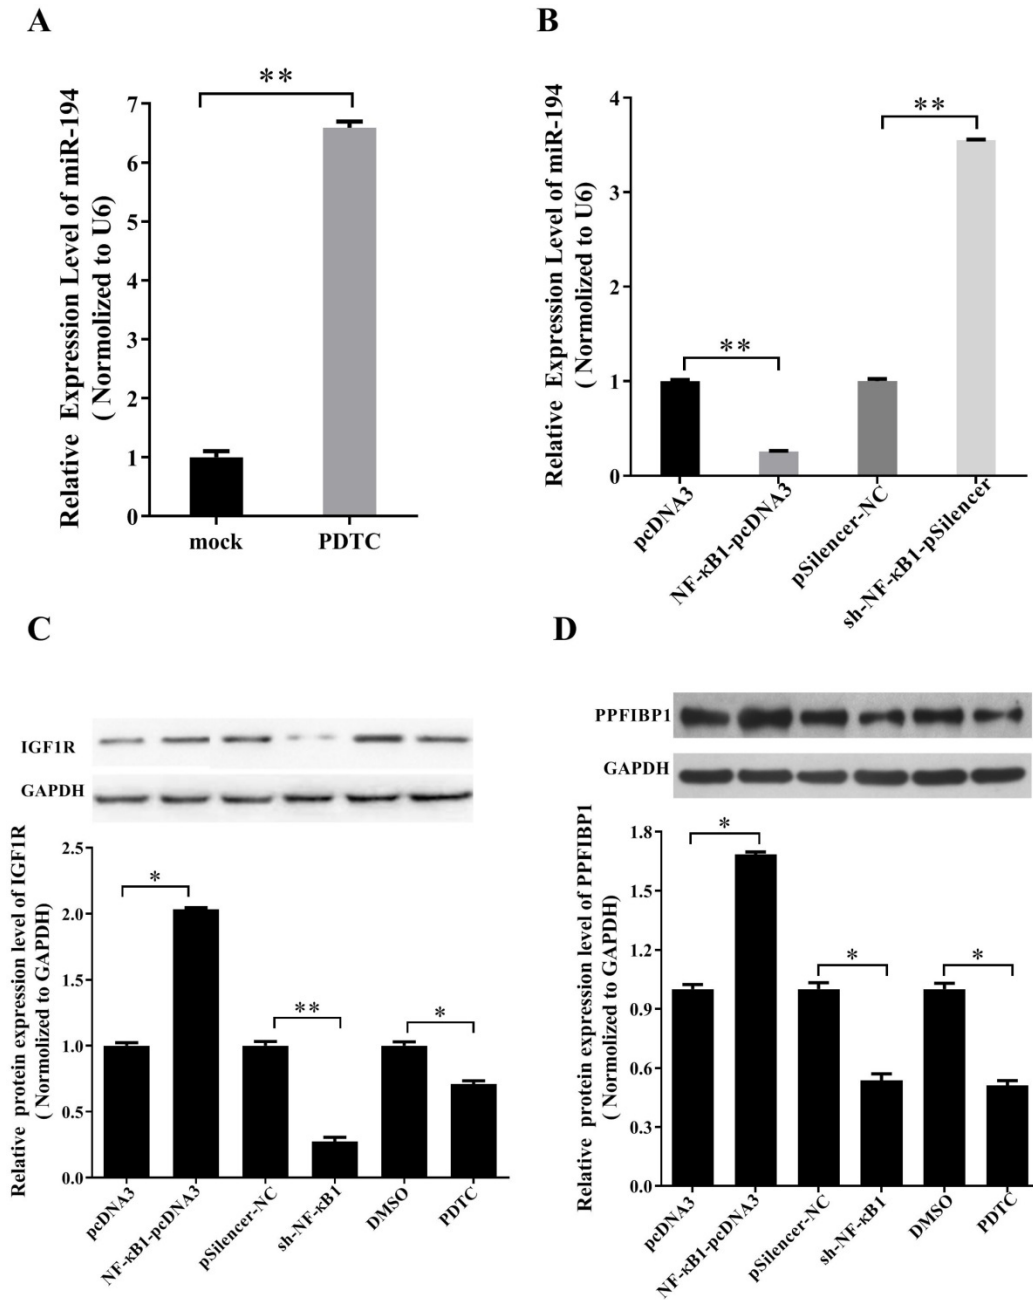 A
**
Relative Expression Level of miR-194
( Normolized to U6)
7
6
5
4
3
2
1
0
mock
PDTC
B
**
**
Relative Expression Level of miR-194
( Normolized to U6)
4
3
2
1
0
pcDNA3
NF-κB1-pcDNA3
pSilencer-NC
sh-NF-κB1-pSilencer
C
IGF1R
GAPDH
Relative protein expression level of IGF1R
( Normolized to GAPDH)
2.5
2.0
1.5
1.0
0.5
0.0
*
**
*
pcDNA3
NF-κB1-pcDNA3
pSilencer-NC
sh-NF-κB1
DMSO
PDTC
D
PPFIBP1
GAPDH
Relative protein expression level of PPFIBP1
( Normolized to GAPDH)
1.8
1.5
1.2
0.9
0.6
0.3
0.0
*
*
*
pcDNA3
NF-κB1-pcDNA3
pSilencer-NC
sh-NF-κB1
DMSO
PDTC